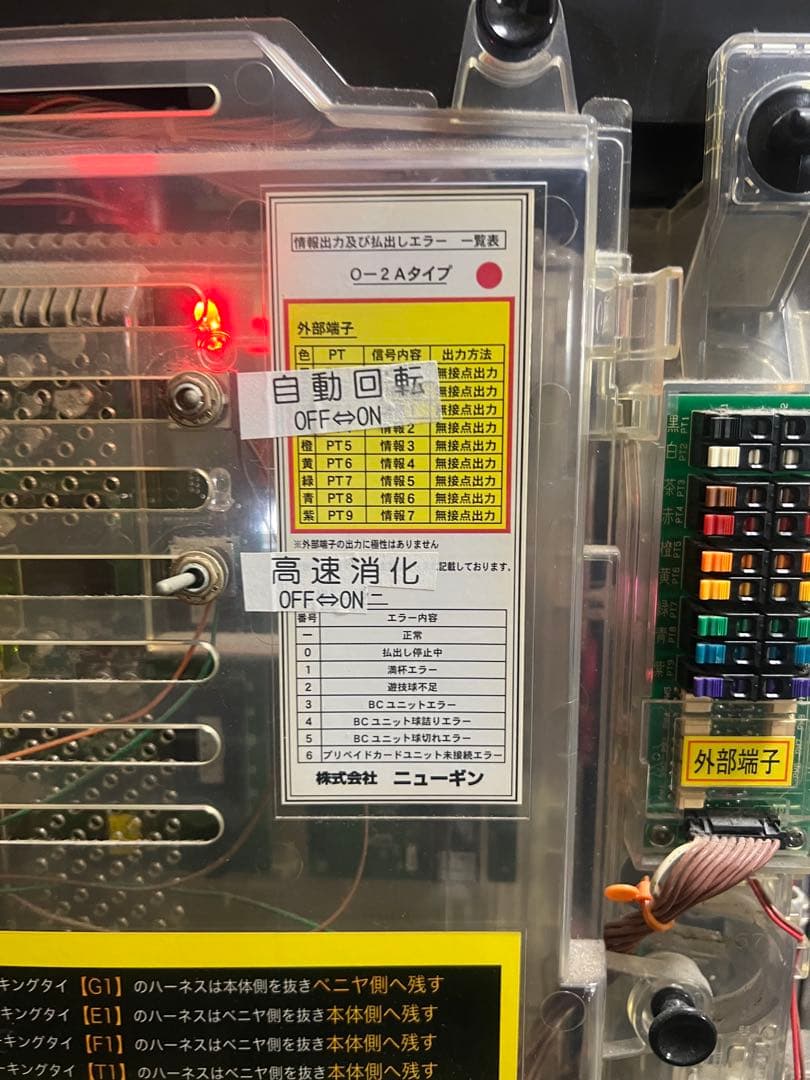 情報出力及び払出しエラー 一覧表
O-2Aタイプ
外部端子
色 PT 信号内容 出力方法
無接点出力
無接点出力
無接点出力
情報2 無接点出力
橙 PT5 情報3 無接点出力
黄 PT6 情報4 無接点出力
緑 PT7 情報5 無接点出力
青 PT8 情報6 無接点出力
紫 PT9 情報7 無接点出力
自動回転
OFF⇔ON
※外部端子の出力に極性はありません
記載しております。
高速消化
OFF⇔ON
番号 エラー内容
ー 正常
0 払出し停止中
1 満杯エラー
2 遊技球不足
3 BCユニットエラー
4 BCユニット球詰りエラー
5 BCユニット球切れエラー
6 プリペイドカードユニット未接続エラー
株式会社 ニューギン
黒 PT1
白 PT2
茶 PT3
赤 PT4
橙 PT5
黄 PT6
緑 PT7
青 PT8
紫 PT9
外部端子
キングタイ【G1】のハーネスは本体側を抜きベニヤ側へ残す
ーキングタイ【E1】のハーネスはベニヤ側を抜き本体側へ残す
ーキングタイ【F1】のハーネスはベニヤ側を抜き本体側へ残す
ーキングタイ【T1】のハーネスはベニヤ側を抜き本体側へ残す